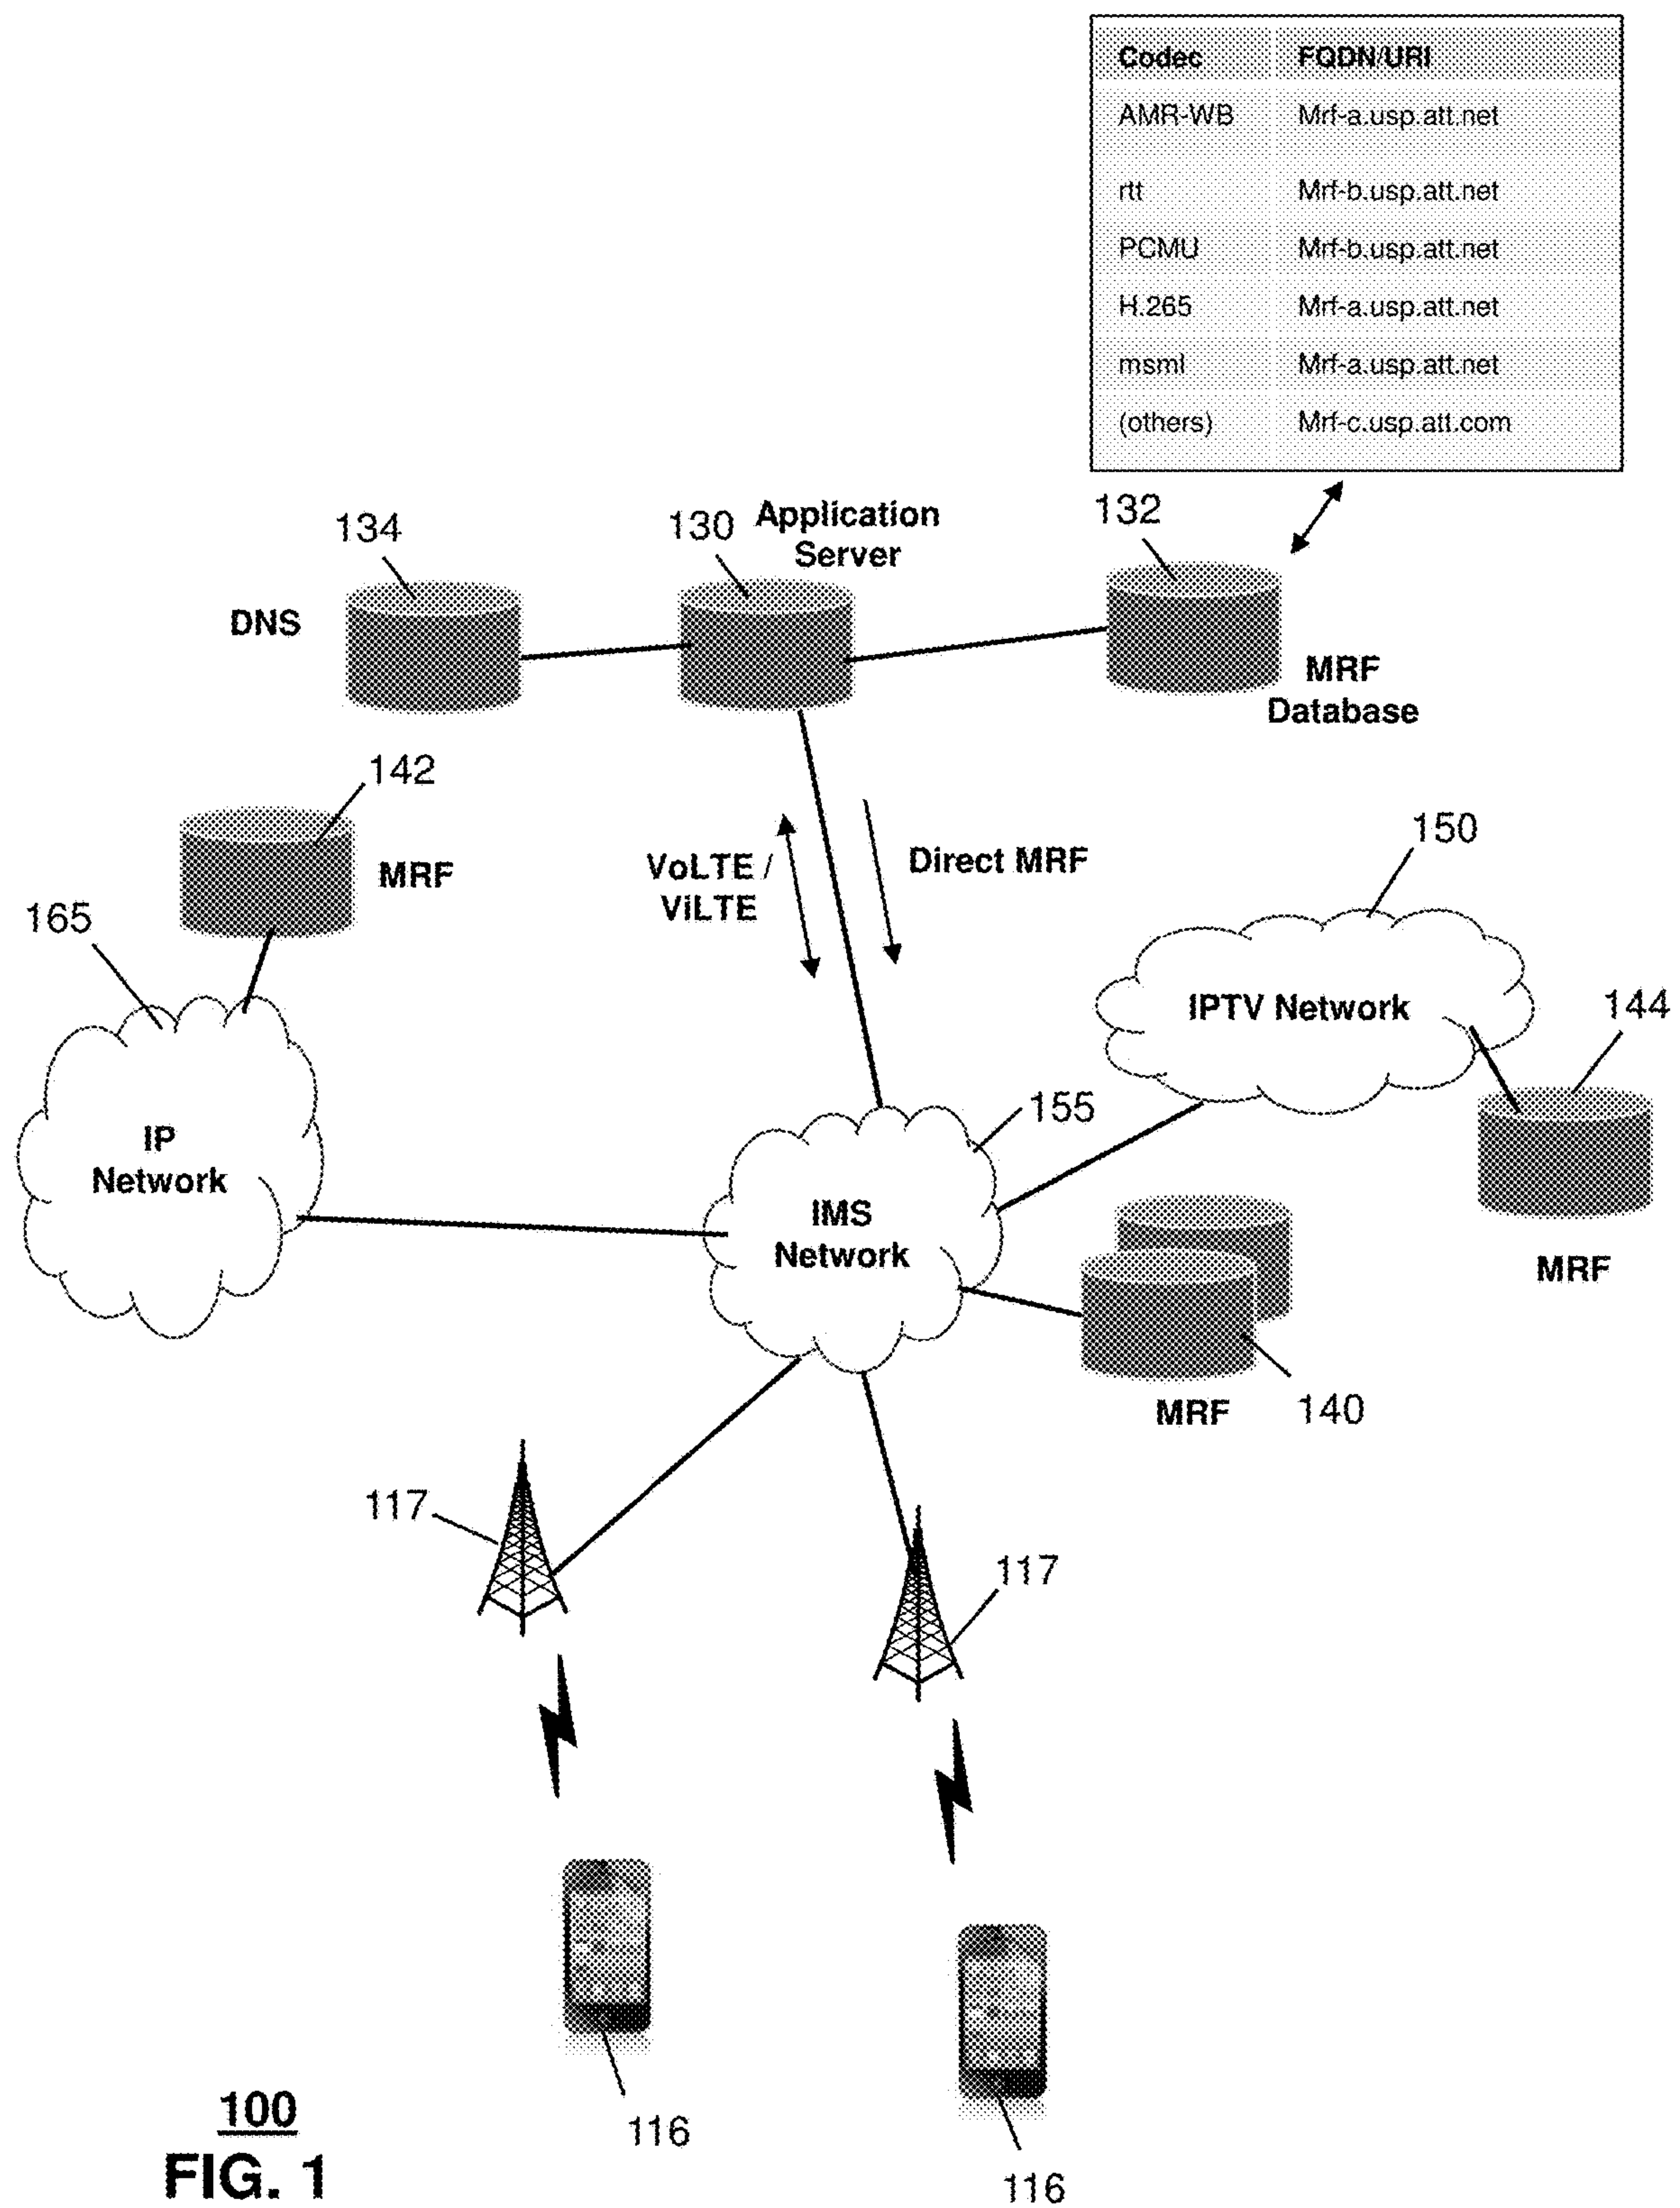 Codec FQDN/URI
AMR-WB Mrf-a.usp.att.net
rtt Mrf-b.usp.att.net
PCMU Mrf-b.usp.att.net
H.265 Mrf-a.usp.att.net
msml Mrf-a.usp.att.net
(others) Mrf-c.usp.att.com
134
130
Application
Server
132
DNS
MRF
Database
142
MRF
VoLTE /
ViLTE
Direct MRF
150
165
IPTV Network
144
IP
Network
155
IMS
Network
MRF
MRF
140
117
117
116
116
100
FIG. 1